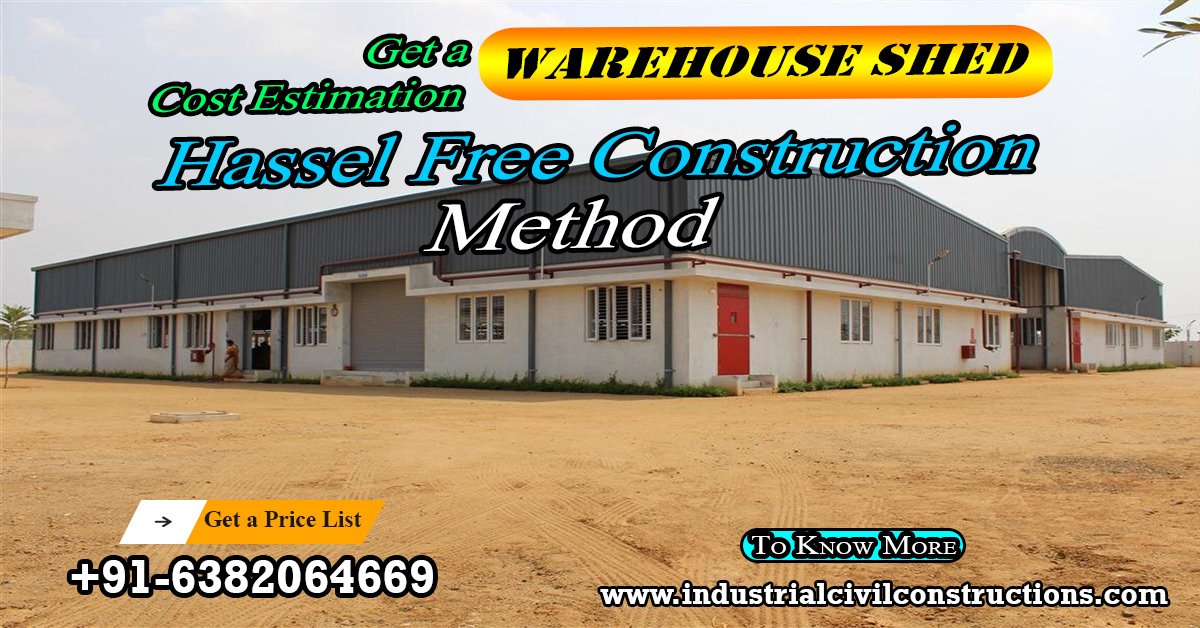 Get a
Cost Estimation
WAREHOUSE SHED
Hassel Free Construction
Method
Get a Price List
+91-6382064669
To Know More
www.industrialcivilconstructions.com